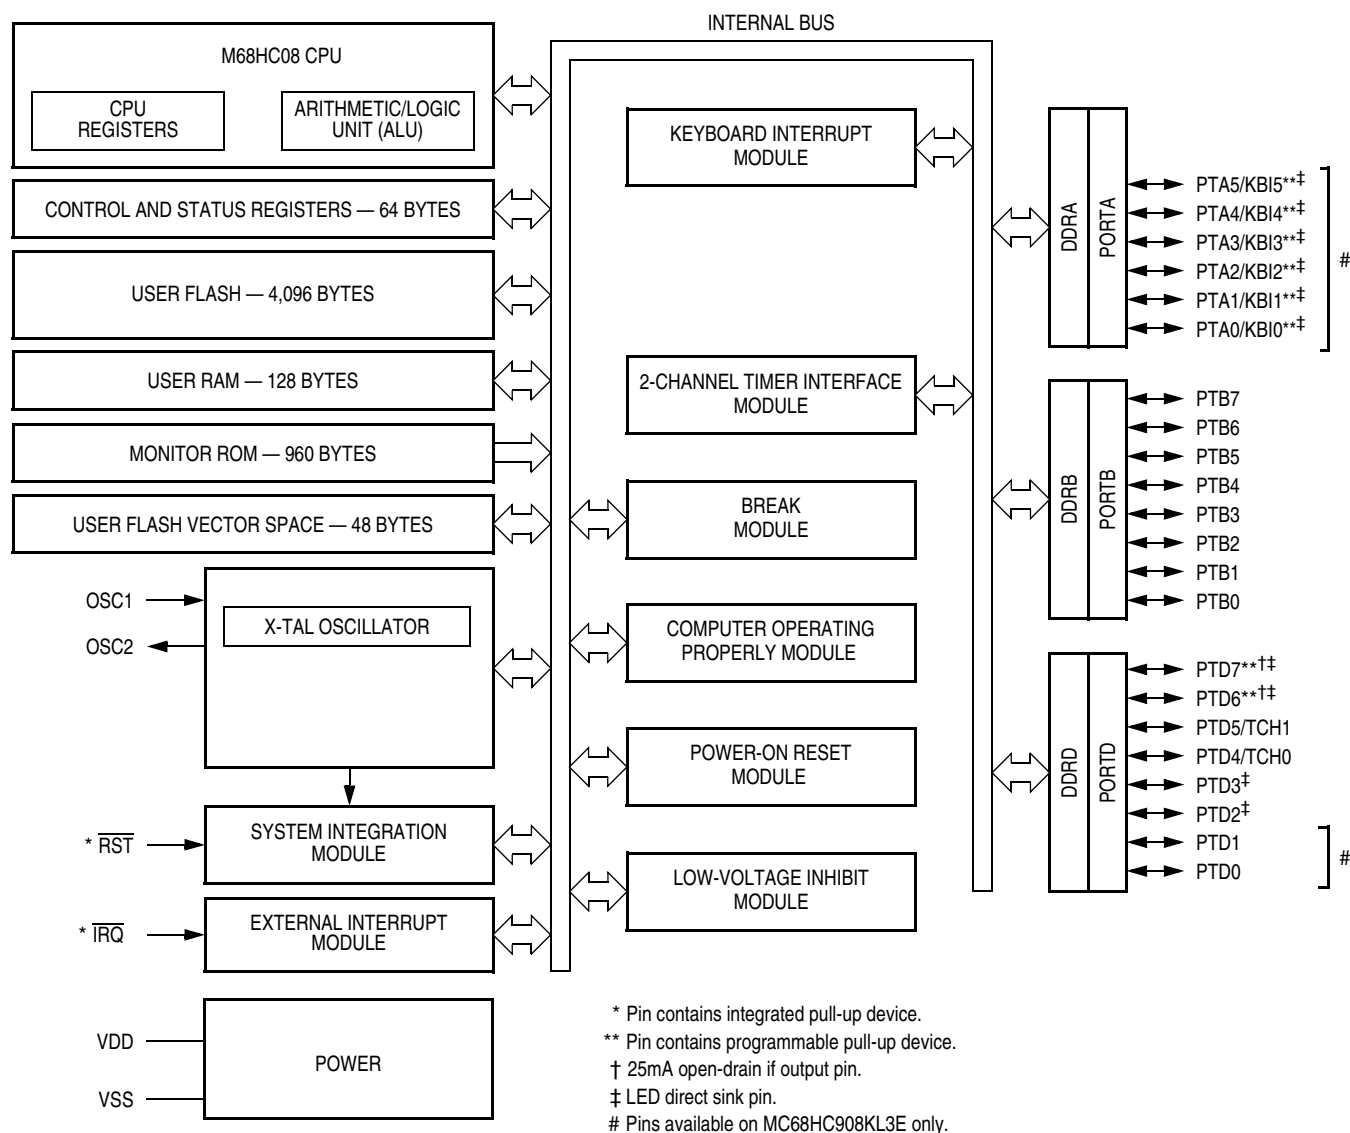 INTERNAL BUS
M68HC08 CPU
CPU
REGISTERS
ARITHMETIC/LOGIC
UNIT (ALU)
CONTROL AND STATUS REGISTERS — 64 BYTES
USER FLASH — 4,096 BYTES
USER RAM — 128 BYTES
MONITOR ROM — 960 BYTES
USER FLASH VECTOR SPACE — 48 BYTES
OSC1
OSC2
X-TAL OSCILLATOR
* RST
SYSTEM INTEGRATION
MODULE
* IRQ
EXTERNAL INTERRUPT
MODULE
VDD
VSS
POWER
KEYBOARD INTERRUPT
MODULE
2-CHANNEL TIMER INTERFACE
MODULE
BREAK
MODULE
COMPUTER OPERATING
PROPERLY MODULE
POWER-ON RESET
MODULE
LOW-VOLTAGE INHIBIT
MODULE
DDRA
PORTA
PTA5/KBI5**‡
PTA4/KBI4**‡
PTA3/KBI3**‡
PTA2/KBI2**‡
PTA1/KBI1**‡
PTA0/KBI0**‡
#
DDRB
PORTB
PTB7
PTB6
PTB5
PTB4
PTB3
PTB2
PTB1
PTB0
DDRD
PORTD
PTD7**†‡
PTD6**†‡
PTD5/TCH1
PTD4/TCH0
PTD3‡
PTD2‡
PTD1
PTD0
#
* Pin contains integrated pull-up device.
** Pin contains programmable pull-up device.
† 25mA open-drain if output pin.
‡ LED direct sink pin.
# Pins available on MC68HC908KL3E only.